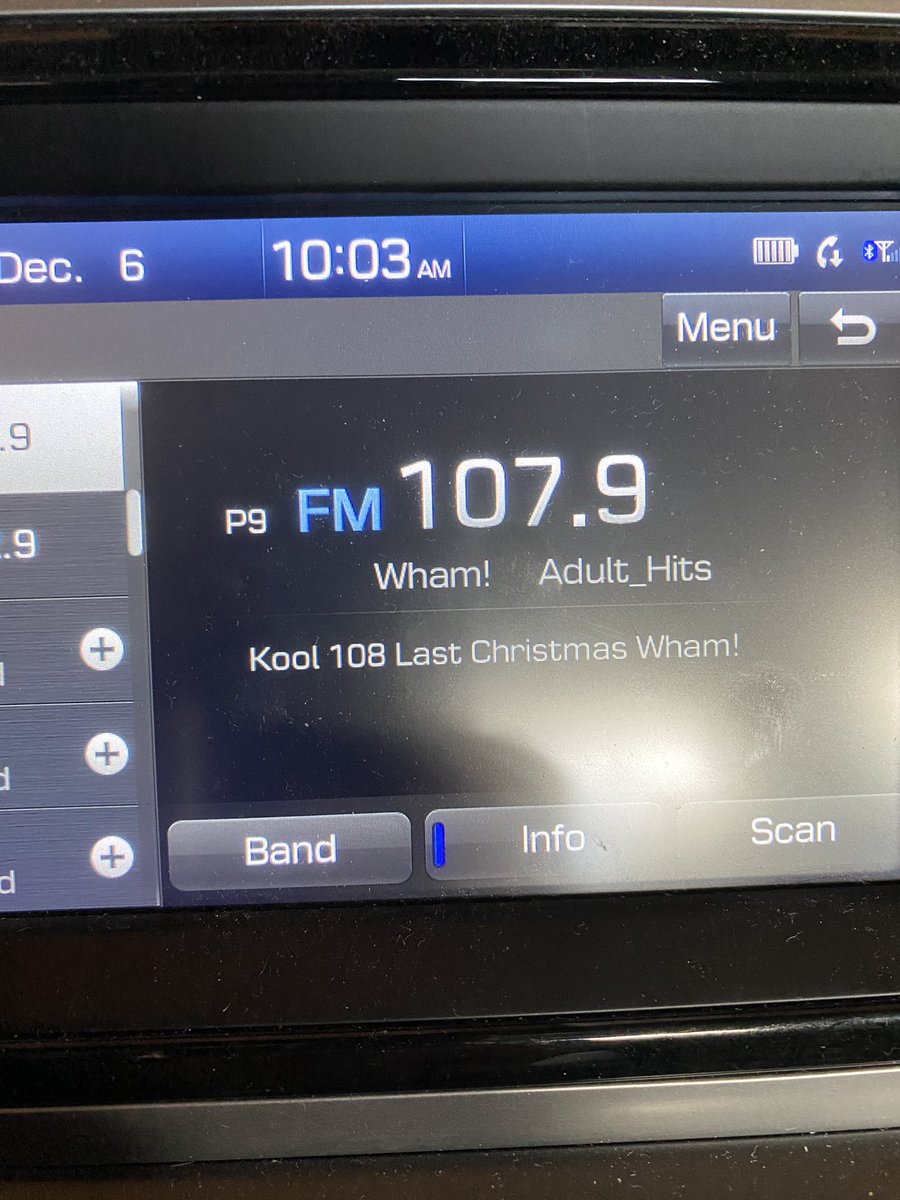 Dec. 6 10:03 AM
Menu
.9
P9 FM 107.9
.9
Wham! Adult_Hits
Kool 108 Last Christmas Wham!
d
Band Info Scan
d